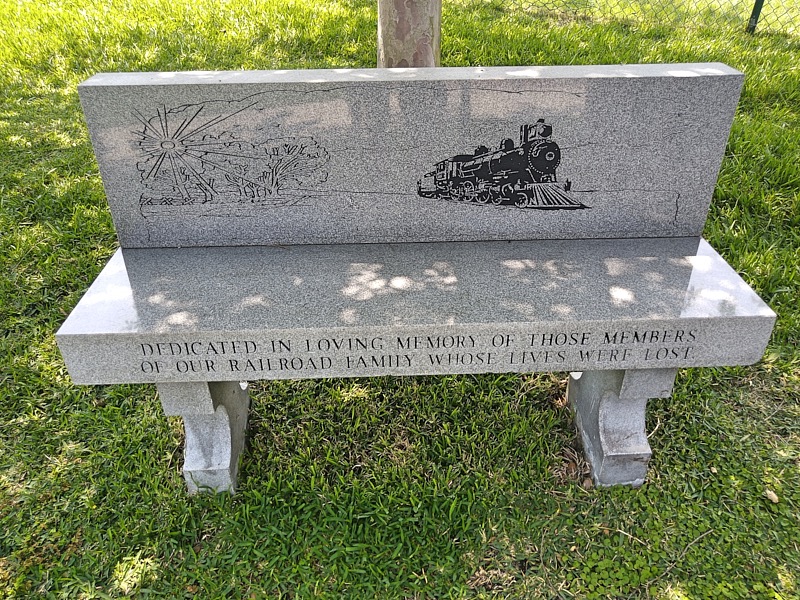 DEDICATED IN LOVING MEMORY OF THOSE MEMBERS
OF OUR RAILROAD FAMILY WHOSE LIVES WERE LOST.